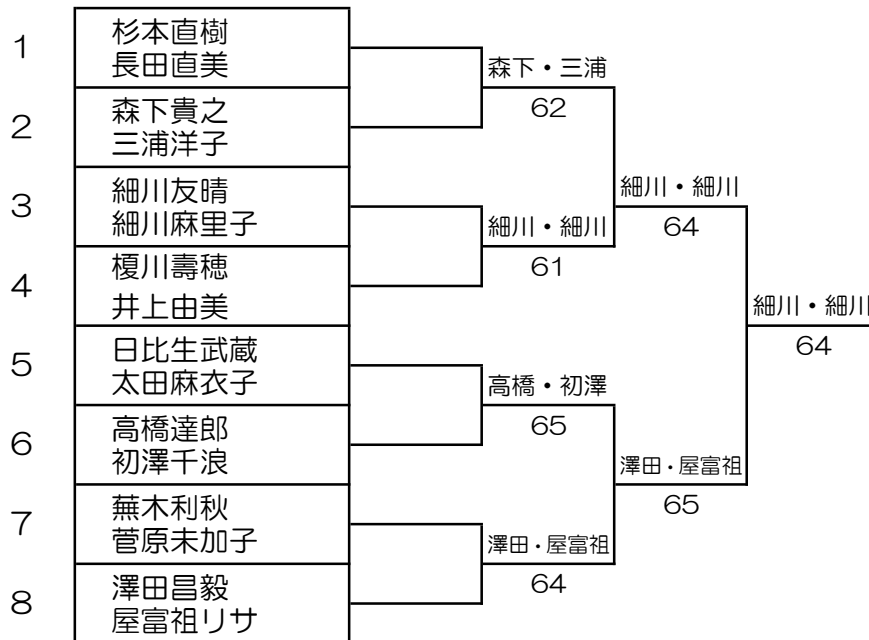 1
杉本直樹
長田直美
2
森下貴之
三浦洋子
3
細川友晴
細川麻里子
4
榎川壽穂
井上由美
5
日比生武蔵
太田麻衣子
6
高橋達郎
初澤千浪
7
蕪木利秋
菅原未加子
8
澤田昌毅
屋富祖リサ
森下・三浦
62
細川・細川
61
高橋・初澤
65
澤田・屋富祖
64
細川・細川
64
澤田・屋富祖
65
細川・細川
64